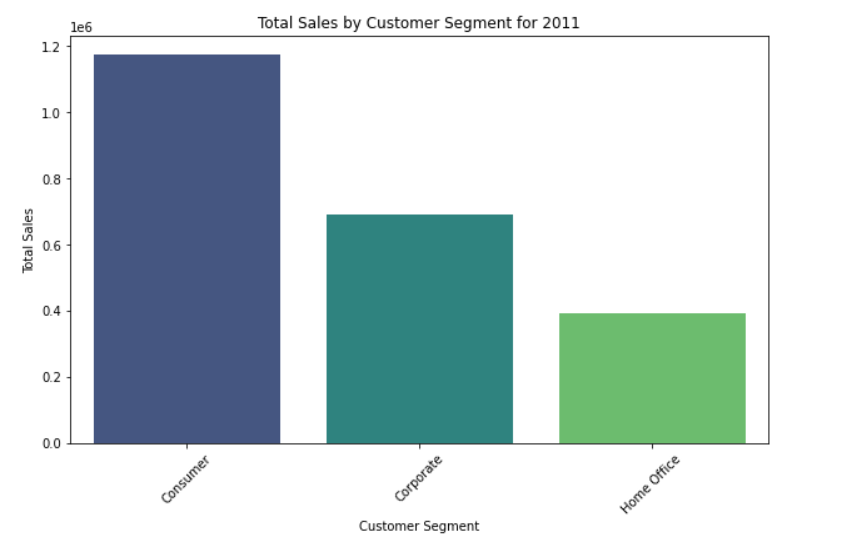 Total Sales by Customer Segment for 2011
1e6
1.2
1.0
0.8
0.6
0.4
0.2
0.0
Total Sales
Consumer
Corporate
Home Office
Customer Segment